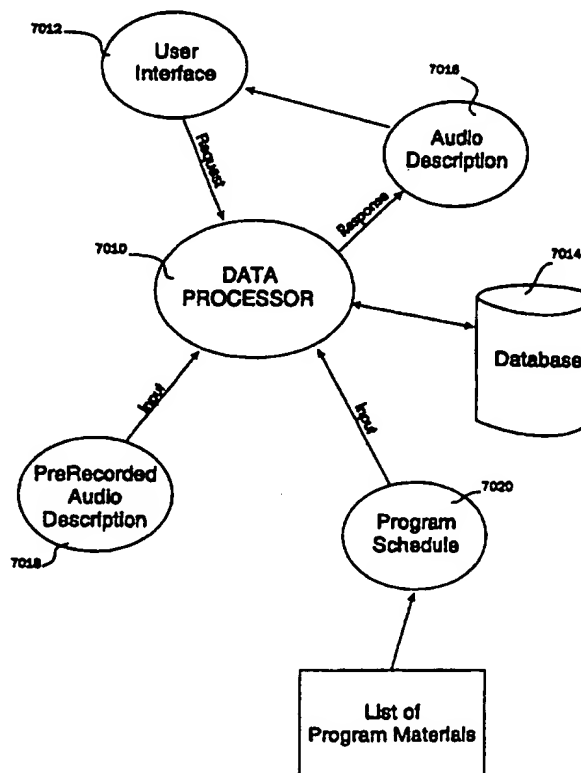 7012
User
Interface
7016
Audio
Description
Request
Response
7010
DATA
PROCESSOR
7014
Database
Input
Input
PreRecorded
Audio
Description
7018
7020
Program
Schedule
List of
Program Materials